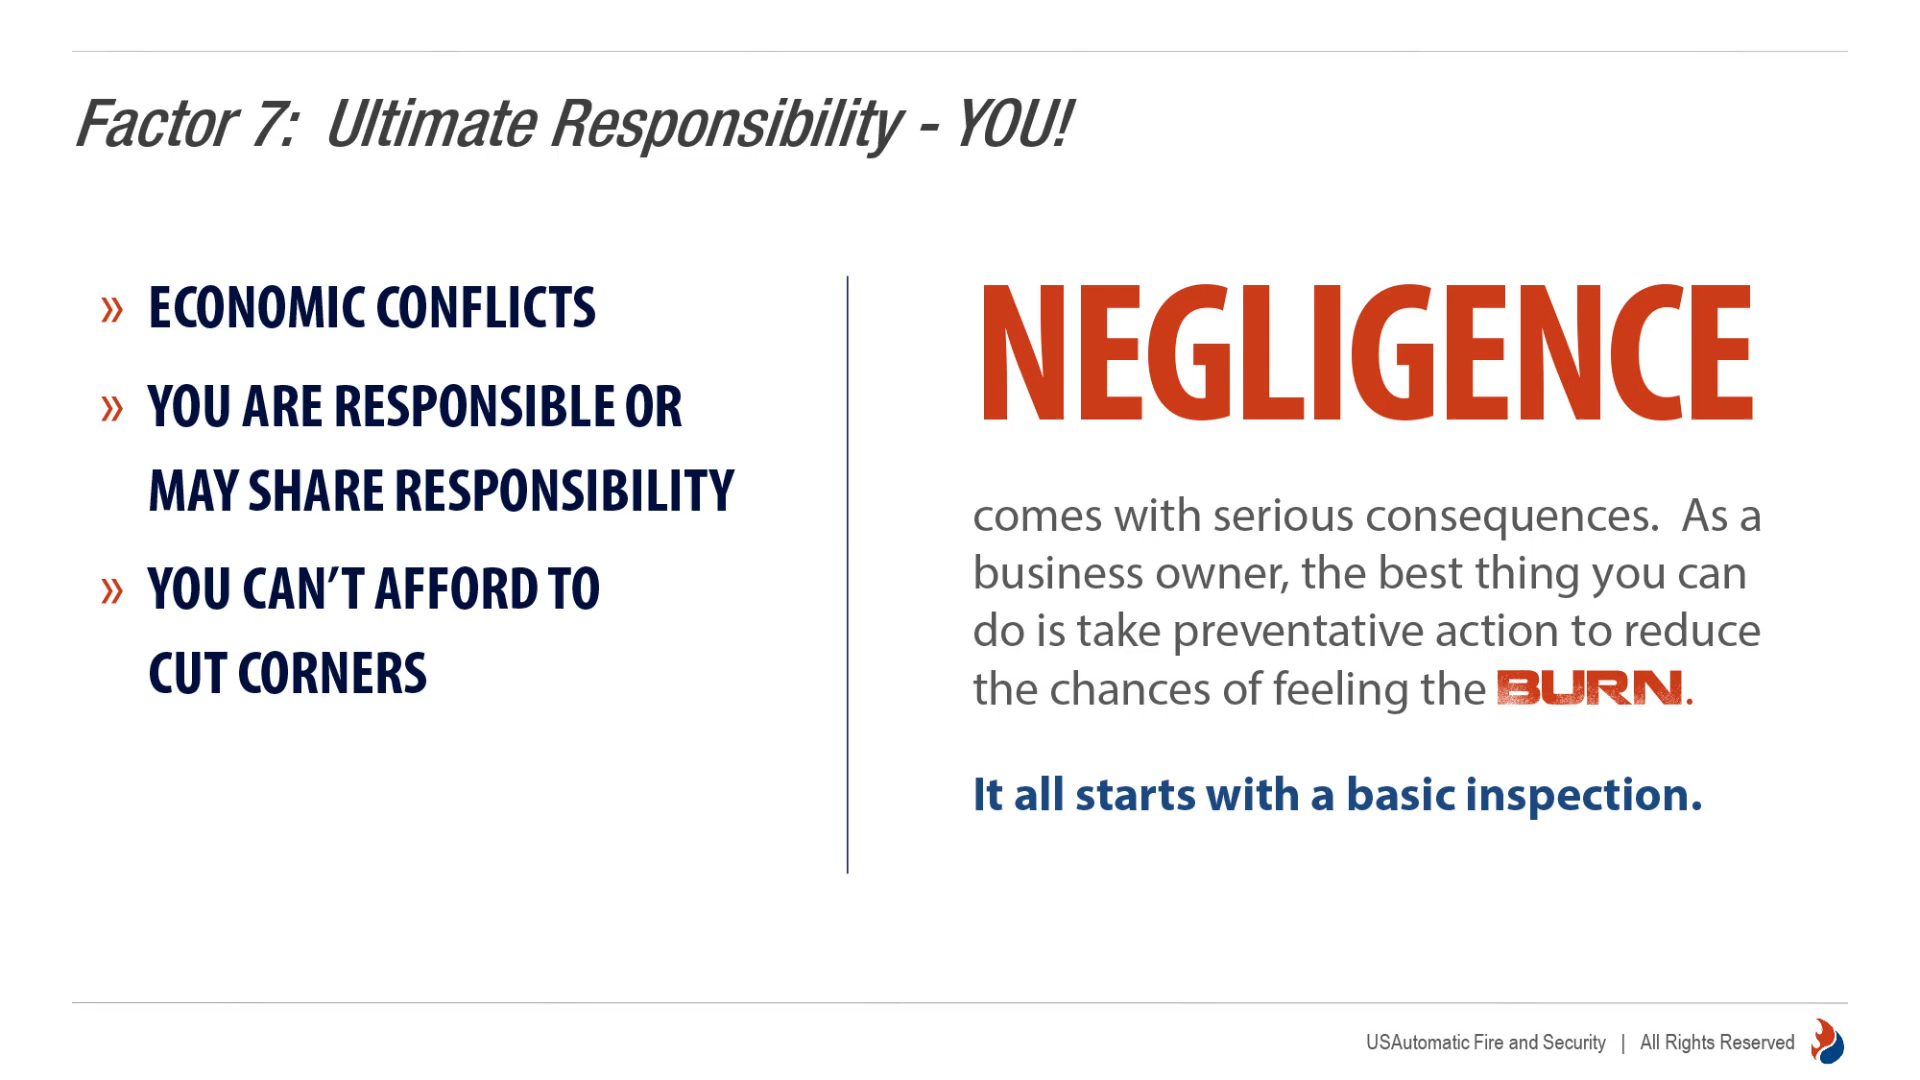 Factor 7:  Ultimate Responsibility - YOU!
» ECONOMIC CONFLICTS
» YOU ARE RESPONSIBLE OR
MAY SHARE RESPONSIBILITY
» YOU CAN’T AFFORD TO
CUT CORNERS
NEGLIGENCE
comes with serious consequences.  As a
business owner, the best thing you can
do is take preventative action to reduce
the chances of feeling the BURN.
It all starts with a basic inspection.
USAutomatic Fire and Security | All Rights Reserved